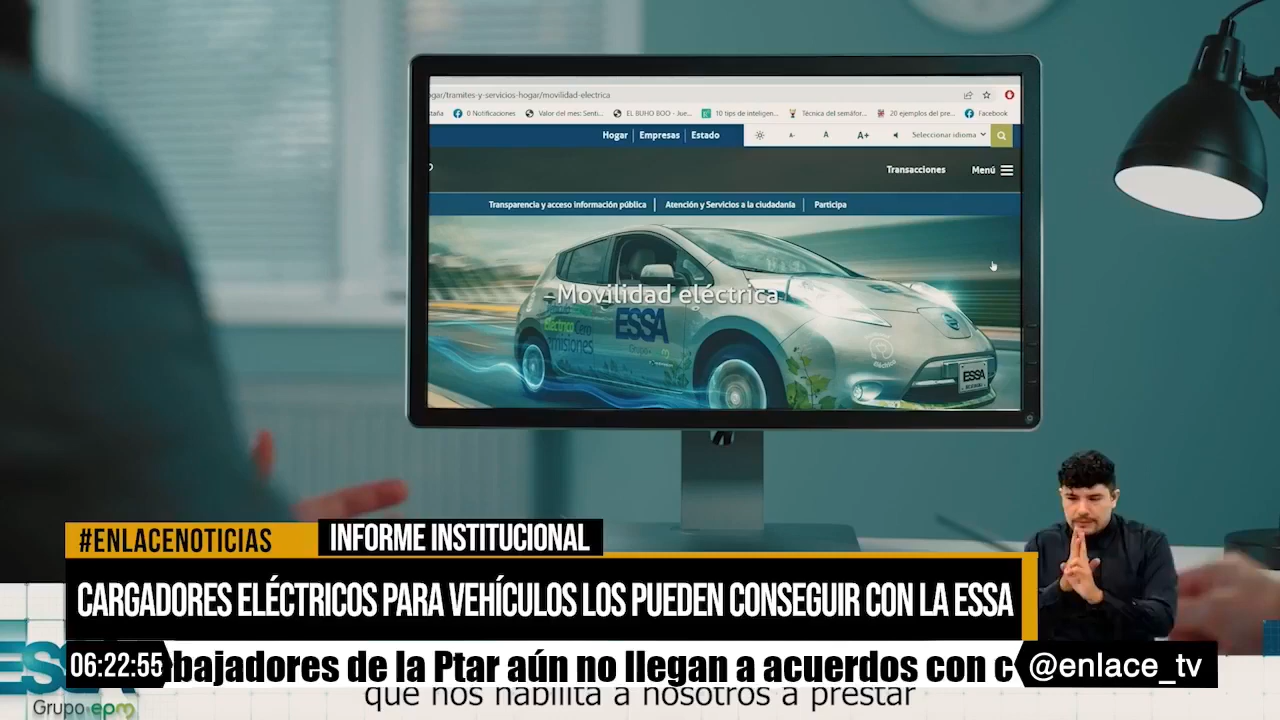 gar/tramites-y-servicios-hogar/movilidad-electrica
0 Notificaciones
Valor del mes: Senti...
EL BUHO BOO - Jue...
10 tips de inteligen...
Técnica del semáfor...
20 ejemplos del pre...
Facebook
Hogar | Empresas | Estado
A-
A
A+
Seleccionar idioma
Transacciones
Menú
Transparencia y acceso información pública | Atención y Servicios a la ciudadanía | Participa
Movilidad eléctrica
ESSA
emisiones
ESSA
#ENLACENOTICIAS
INFORME INSTITUCIONAL
CARGADORES ELÉCTRICOS PARA VEHÍCULOS LOS PUEDEN CONSEGUIR CON LA ESSA
06:22:55
bajadores de la Ptar aún no llegan a acuerdos con c
@enlace_tv
que nos habilita a nosotros a prestar
Grupo epm